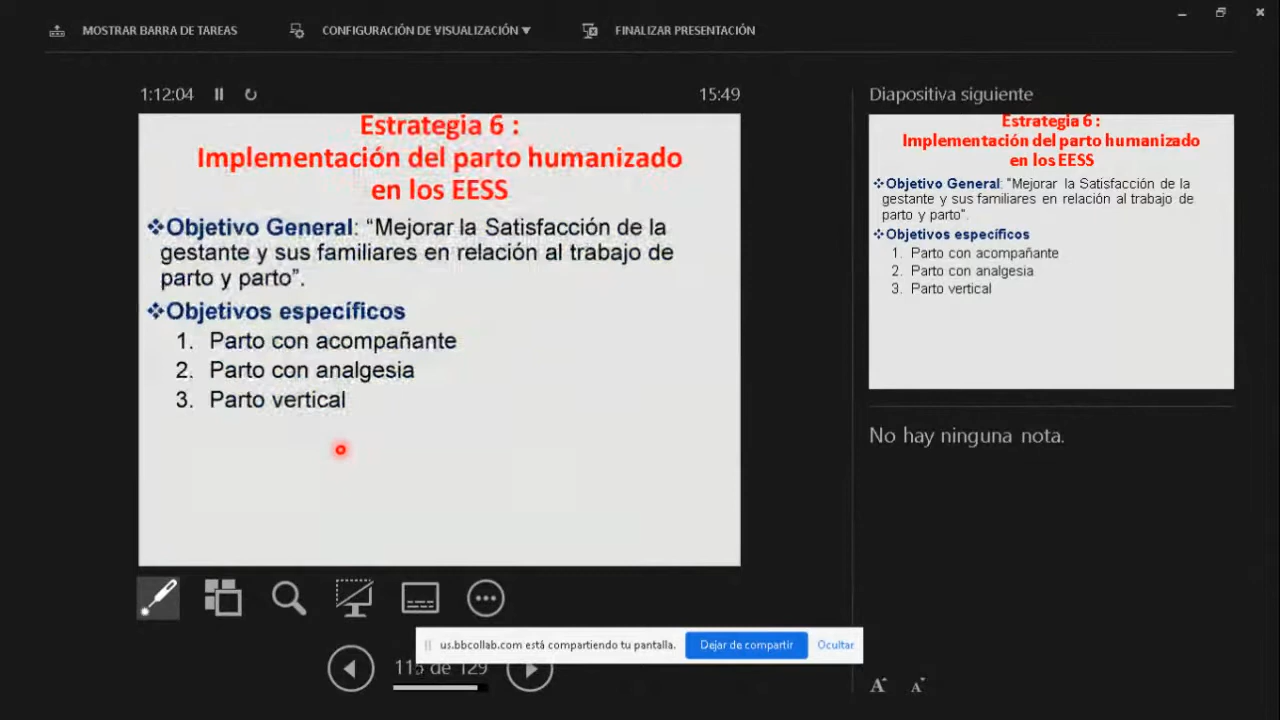 MOSTRAR BARRA DE TAREAS
CONFIGURACIÓN DE VISUALIZACIÓN ▼
FINALIZAR PRESENTACIÓN
1:12:04
15:49
Estrategia 6 :
Implementación del parto humanizado
en los EESS
❖Objetivo General: “Mejorar la Satisfacción de la
gestante y sus familiares en relación al trabajo de
parto y parto”.
❖Objetivos específicos
1. Parto con acompañante
2. Parto con analgesia
3. Parto vertical
Diapositiva siguiente
Estrategia 6 :
Implementación del parto humanizado
en los EESS
❖Objetivo General: “Mejorar la Satisfacción de la
gestante y sus familiares en relación al trabajo de
parto y parto”.
❖Objetivos específicos
1. Parto con acompañante
2. Parto con analgesia
3. Parto vertical
No hay ninguna nota.
us.bbcollab.com está compartiendo tu pantalla.
Dejar de compartir
Ocultar
de 129
A A